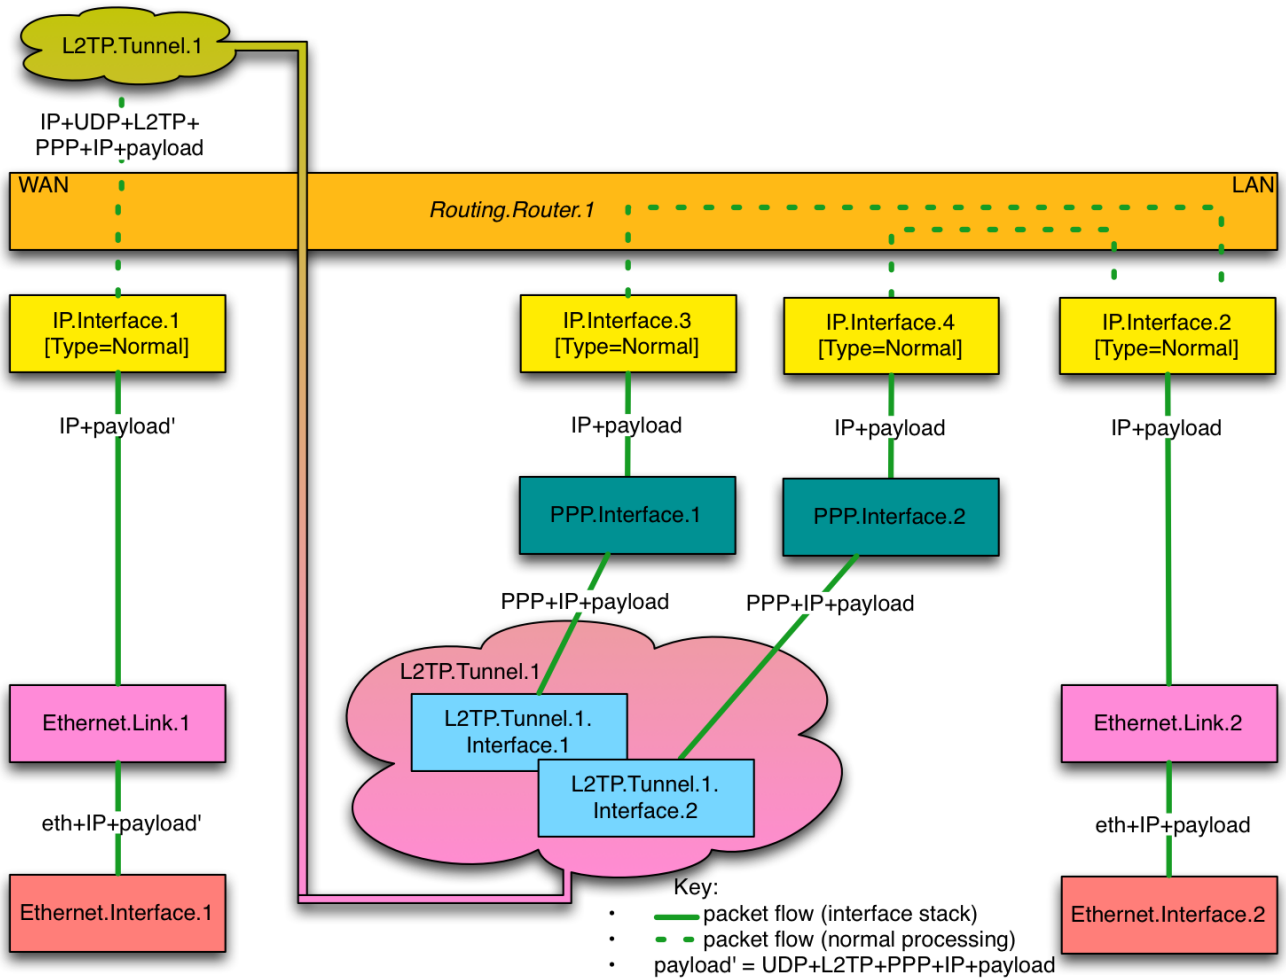 L2TP.Tunnel.1
IP+UDP+L2TP+
PPP+IP+payload
WAN
Routing.Router.1
LAN
IP.Interface.1
[Type=Normal]
IP.Interface.3
[Type=Normal]
IP.Interface.4
[Type=Normal]
IP.Interface.2
[Type=Normal]
IP+payload'
IP+payload
IP+payload
IP+payload
PPP.Interface.1
PPP.Interface.2
PPP+IP+payload
PPP+IP+payload
L2TP.Tunnel.1
L2TP.Tunnel.1.
Interface.1
L2TP.Tunnel.1.
Interface.2
Ethernet.Link.1
Ethernet.Link.2
eth+IP+payload'
eth+IP+payload
Ethernet.Interface.1
Ethernet.Interface.2
Key:
• packet flow (interface stack)
• packet flow (normal processing)
• payload' = UDP+L2TP+PPP+IP+payload